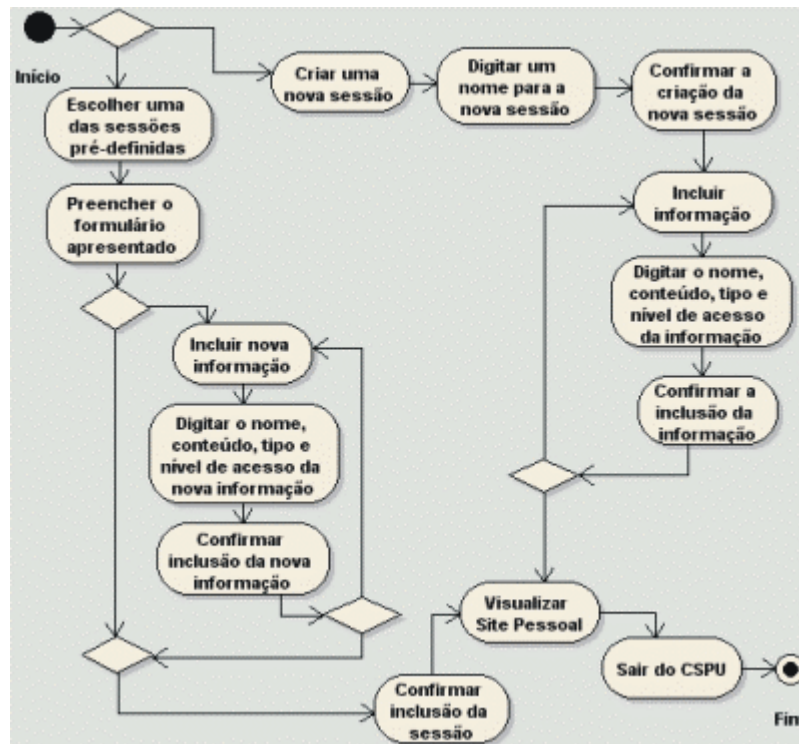 Início
Escolher uma
das sessões
pré-definidas
Preencher o
formulário
apresentado
Incluir nova
informação
Digitar o nome,
conteúdo, tipo e
nível de acesso da
nova informação
Confirmar
inclusão da nova
informação
Confirmar
inclusão da
sessão
Criar uma
nova sessão
Digitar um
nome para a
nova sessão
Confirmar a
criação da
nova sessão
Incluir
informação
Digitar o nome,
conteúdo, tipo e
nível de acesso
da informação
Confirmar a
inclusão da
informação
Visualizar
Site Pessoal
Sair do CSPU
Fim